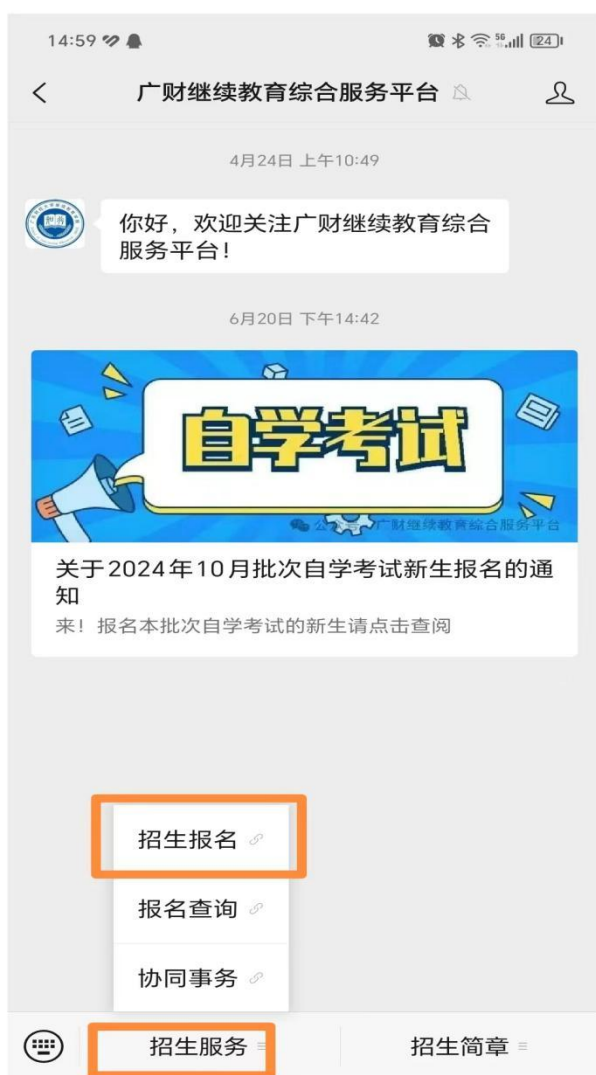 14:59
5G
24
广财继续教育综合服务平台
4月24日 上午10:49
你好，欢迎关注广财继续教育综合
服务平台！
6月20日 下午14:42
自学考试
公众号·广财继续教育综合服务平台
关于2024年10月批次自学考试新生报名的通
知
来！报名本批次自学考试的新生请点击查阅
招生报名
报名查询
协同事务
招生服务
招生简章